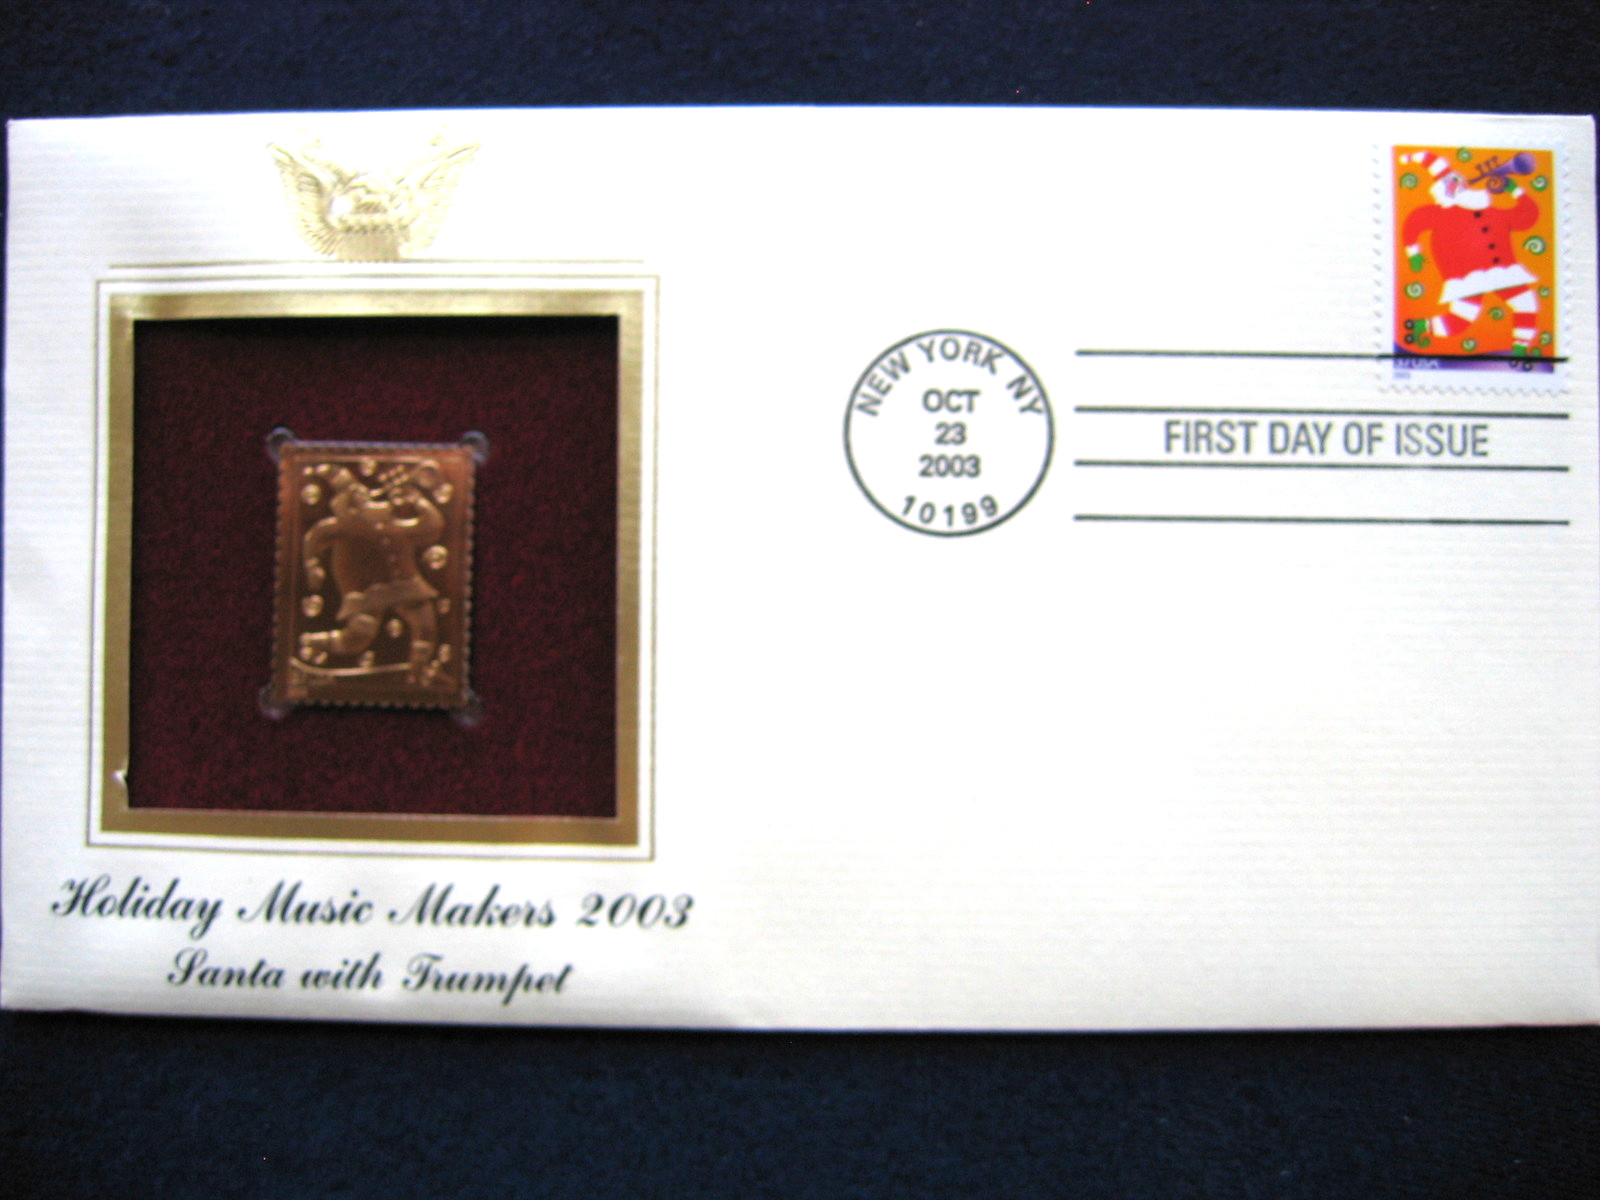 NEW YORK NY
OCT
23
2003
10199
FIRST DAY OF ISSUE
Holiday Music Makers 2003
Santa with Trumpet